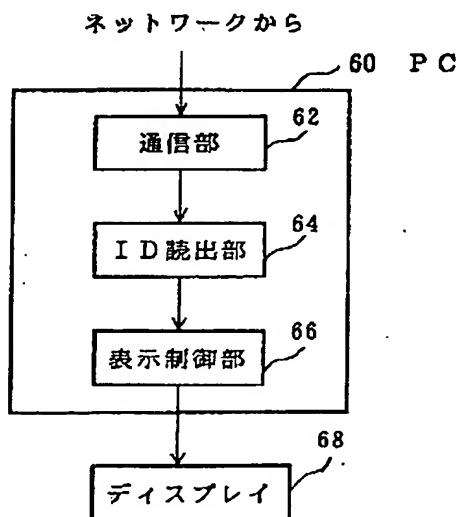 ネットワークから
60 PC
62
通信部
64
ID読出部
66
表示制御部
68
ディスプレイ